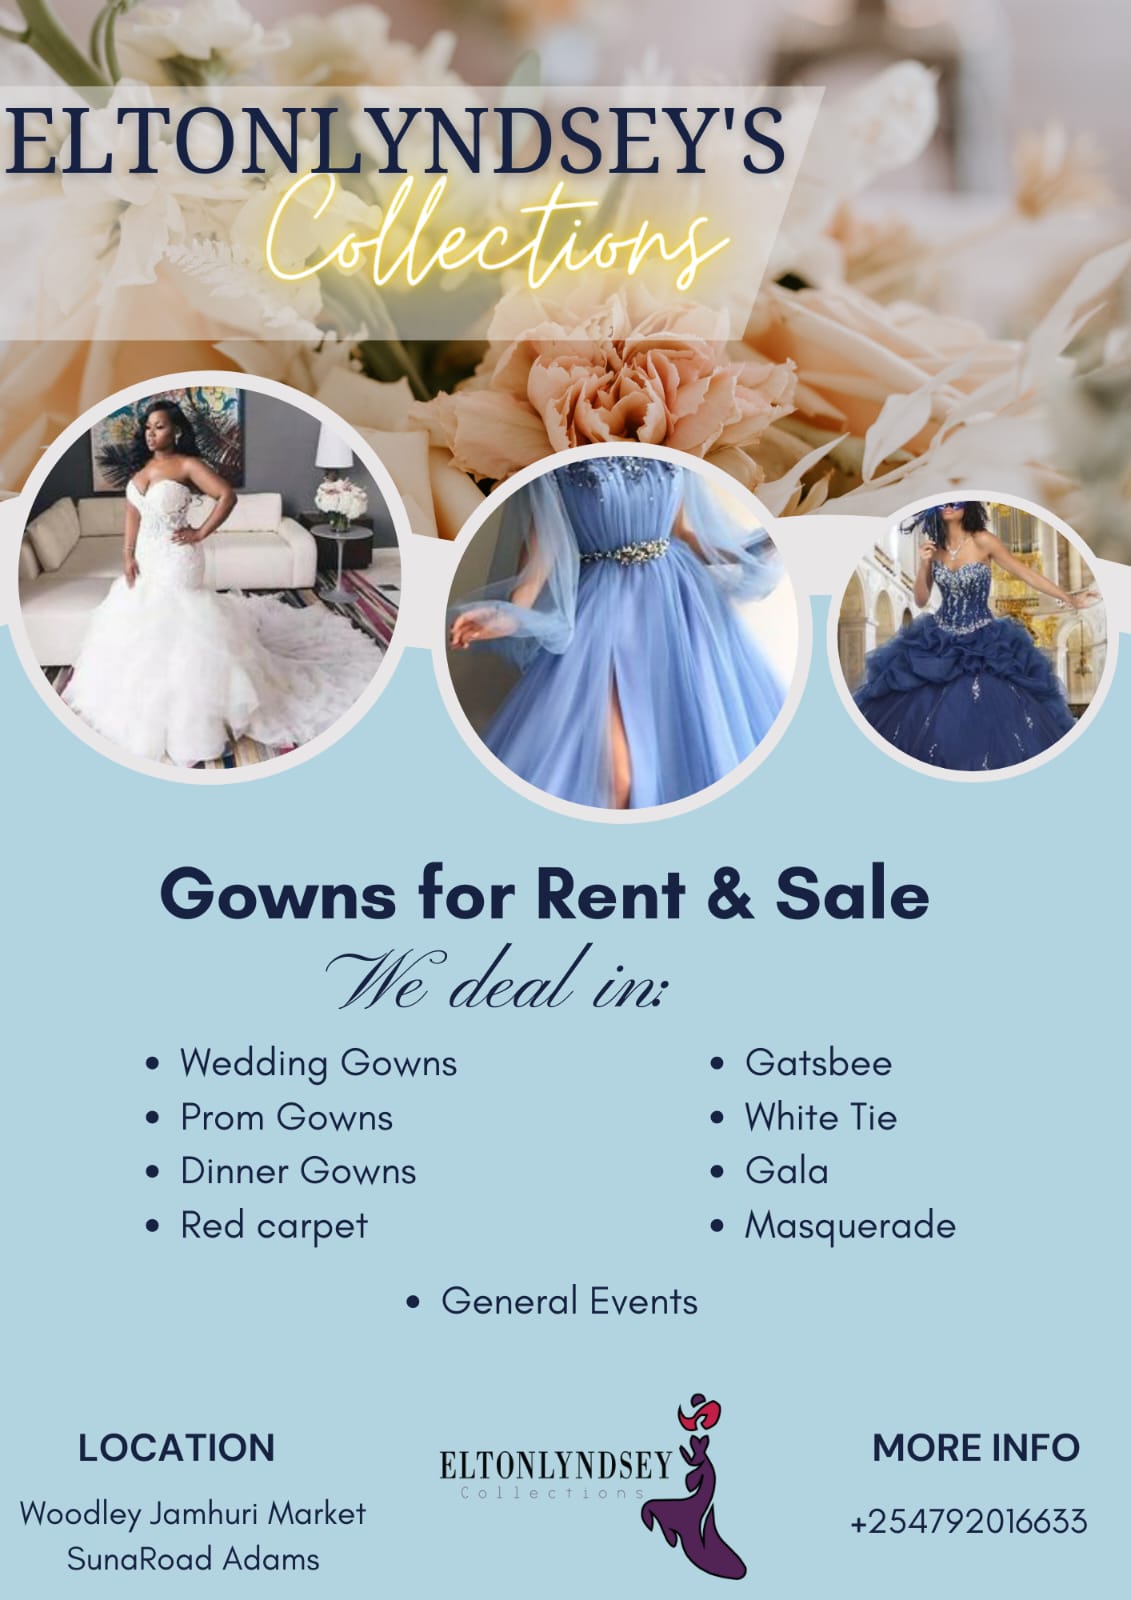 ELTONLYNDSEY'S
Collections
Gowns for Rent & Sale
We deal in:
• Wedding Gowns
• Prom Gowns
• Dinner Gowns
• Red carpet
• Gatsbee
• White Tie
• Gala
• Masquerade
• General Events
LOCATION
Woodley Jamhuri Market
SunaRoad Adams
ELTONLYNDSEY
Collections
MORE INFO
+254792016633